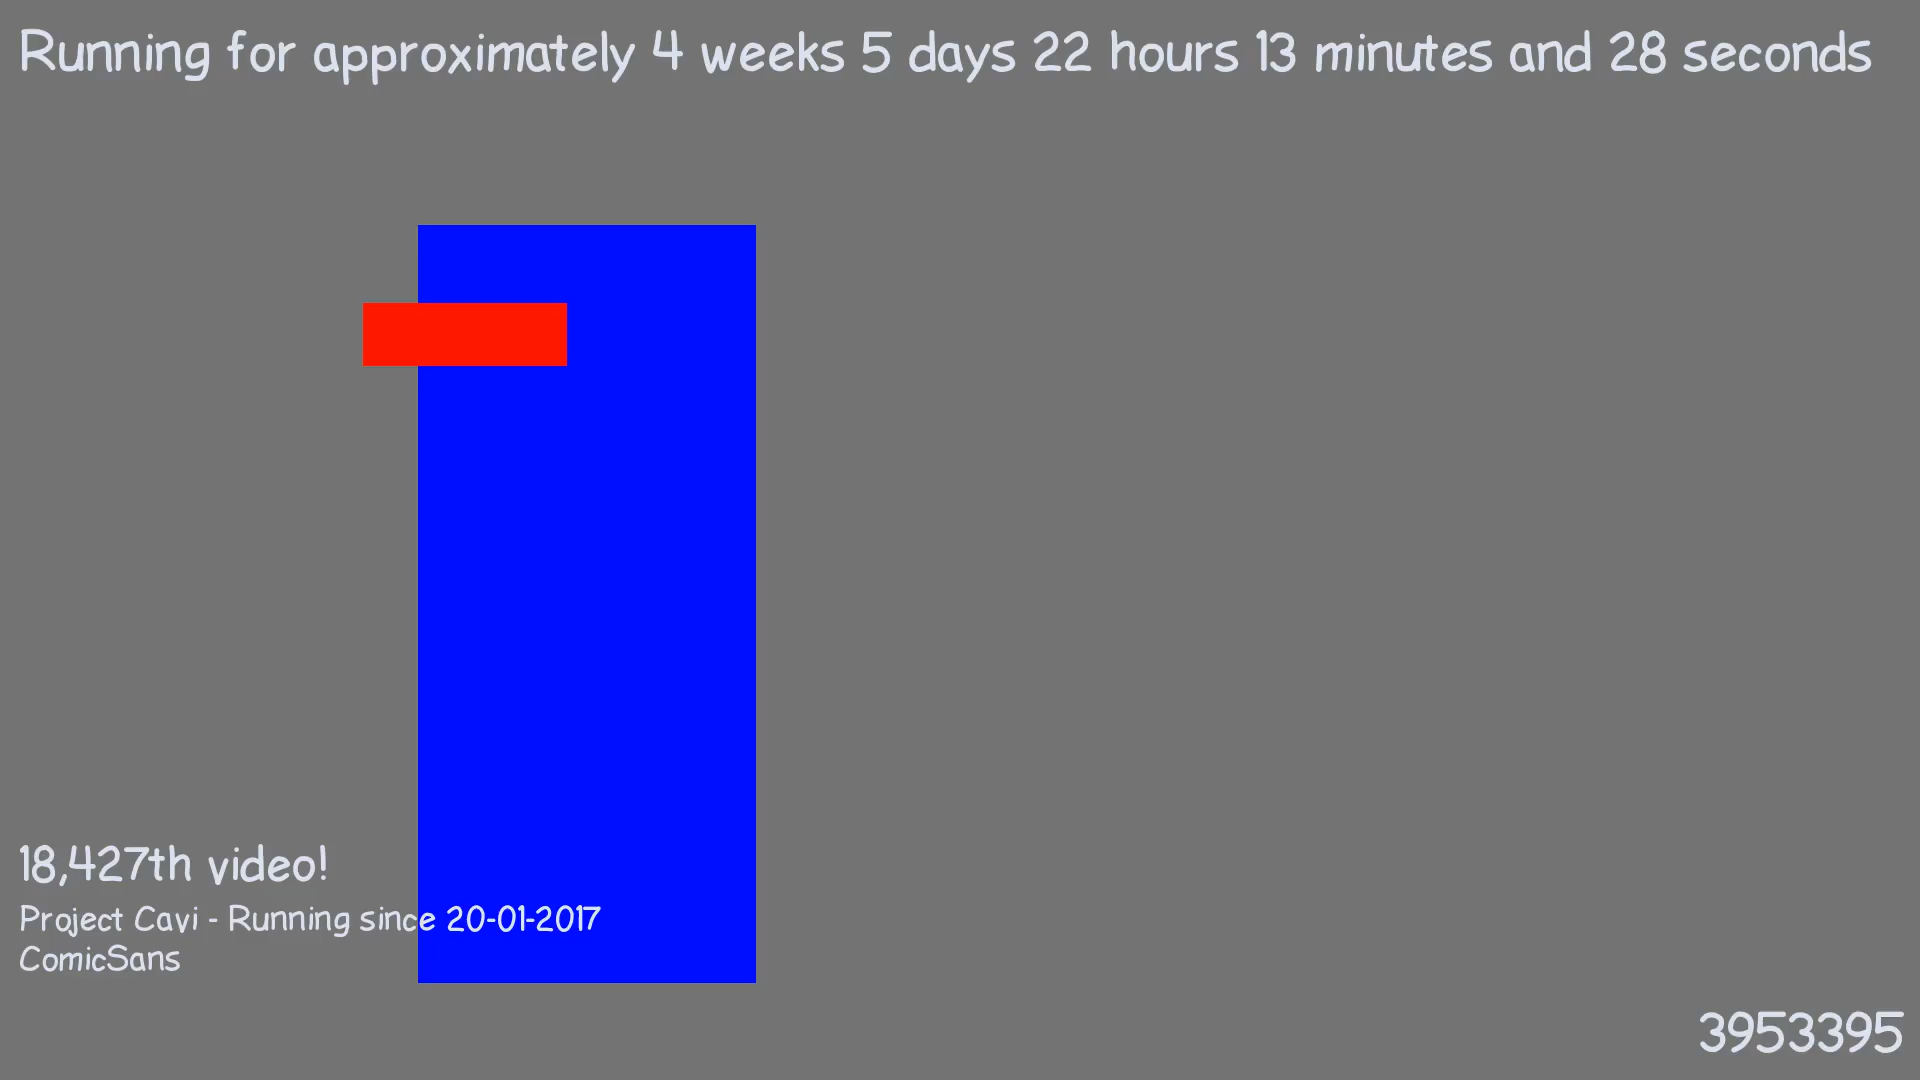 Running for approximately 4 weeks 5 days 22 hours 13 minutes and 28 seconds
18,427th video!
Project Cavi - Running since 20-01-2017
ComicSans
3953395